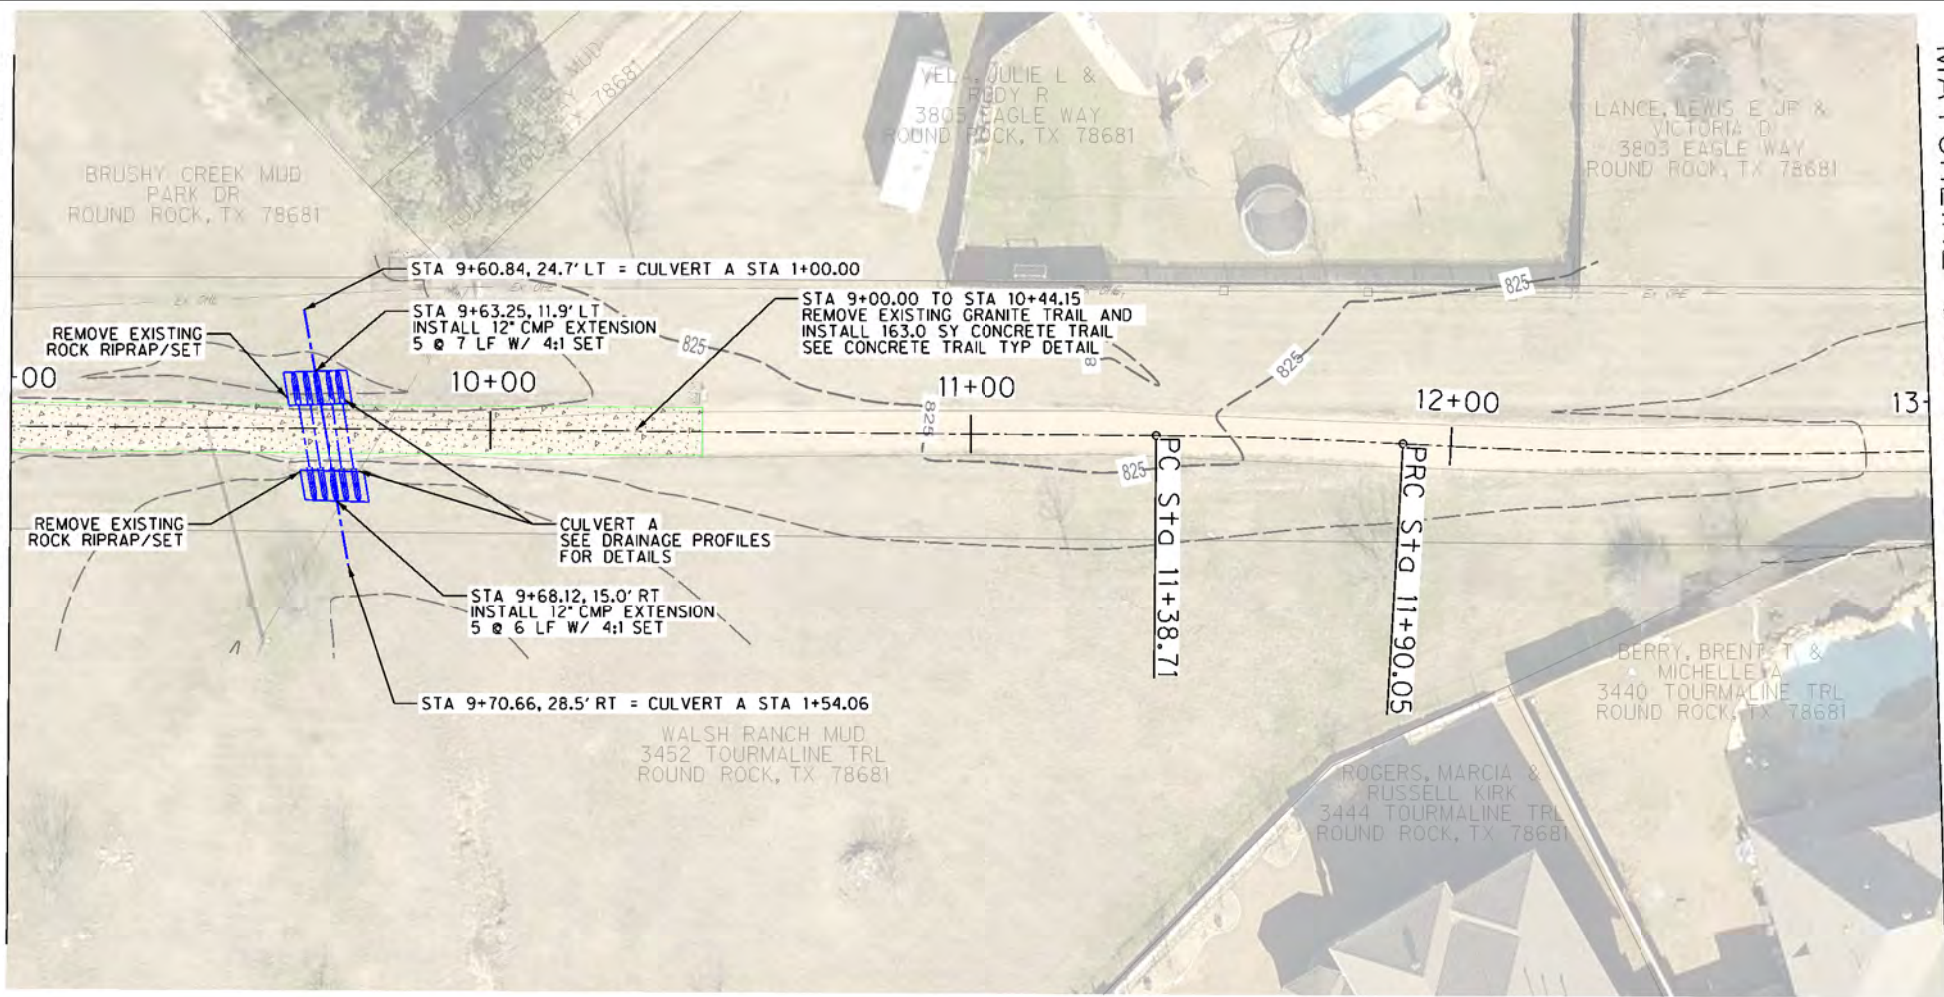 BRUSHY CREEK MUD
PARK DR
ROUND ROCK, TX 78681
MUD
78681
VELA, JULIE L &
RUDY R
3805 EAGLE WAY
ROUND ROCK, TX 78681
LANCE, LEWIS E JR &
VICTORIA D
3803 EAGLE WAY
ROUND ROCK, TX 78681
STA 9+60.84, 24.7' LT = CULVERT A STA 1+00.00
EX OHE
EX OHE
EX OHE
STA 9+63.25, 11.9' LT
INSTALL 12" CMP EXTENSION
5 @ 7 LF W/ 4:1 SET
REMOVE EXISTING
ROCK RIPRAP/SET
STA 9+00.00 TO STA 10+44.15
REMOVE EXISTING GRANITE TRAIL AND
INSTALL 163.0 SY CONCRETE TRAIL
SEE CONCRETE TRAIL TYP DETAIL
825
825
825
825
825
+00
10+00
11+00
12+00
13+
PC Sta 11+38.71
PRC Sta 11+90.05
REMOVE EXISTING
ROCK RIPRAP/SET
CULVERT A
SEE DRAINAGE PROFILES
FOR DETAILS
STA 9+68.12, 15.0' RT
INSTALL 12" CMP EXTENSION
5 @ 6 LF W/ 4:1 SET
STA 9+70.66, 28.5' RT = CULVERT A STA 1+54.06
WALSH RANCH MUD
3452 TOURMALINE TRL
ROUND ROCK, TX 78681
BERRY, BRENT T &
MICHELLE A
3440 TOURMALINE TRL
ROUND ROCK, TX 78681
ROGERS, MARCIA &
RUSSELL KIRK
3444 TOURMALINE TRL
ROUND ROCK, TX 78681